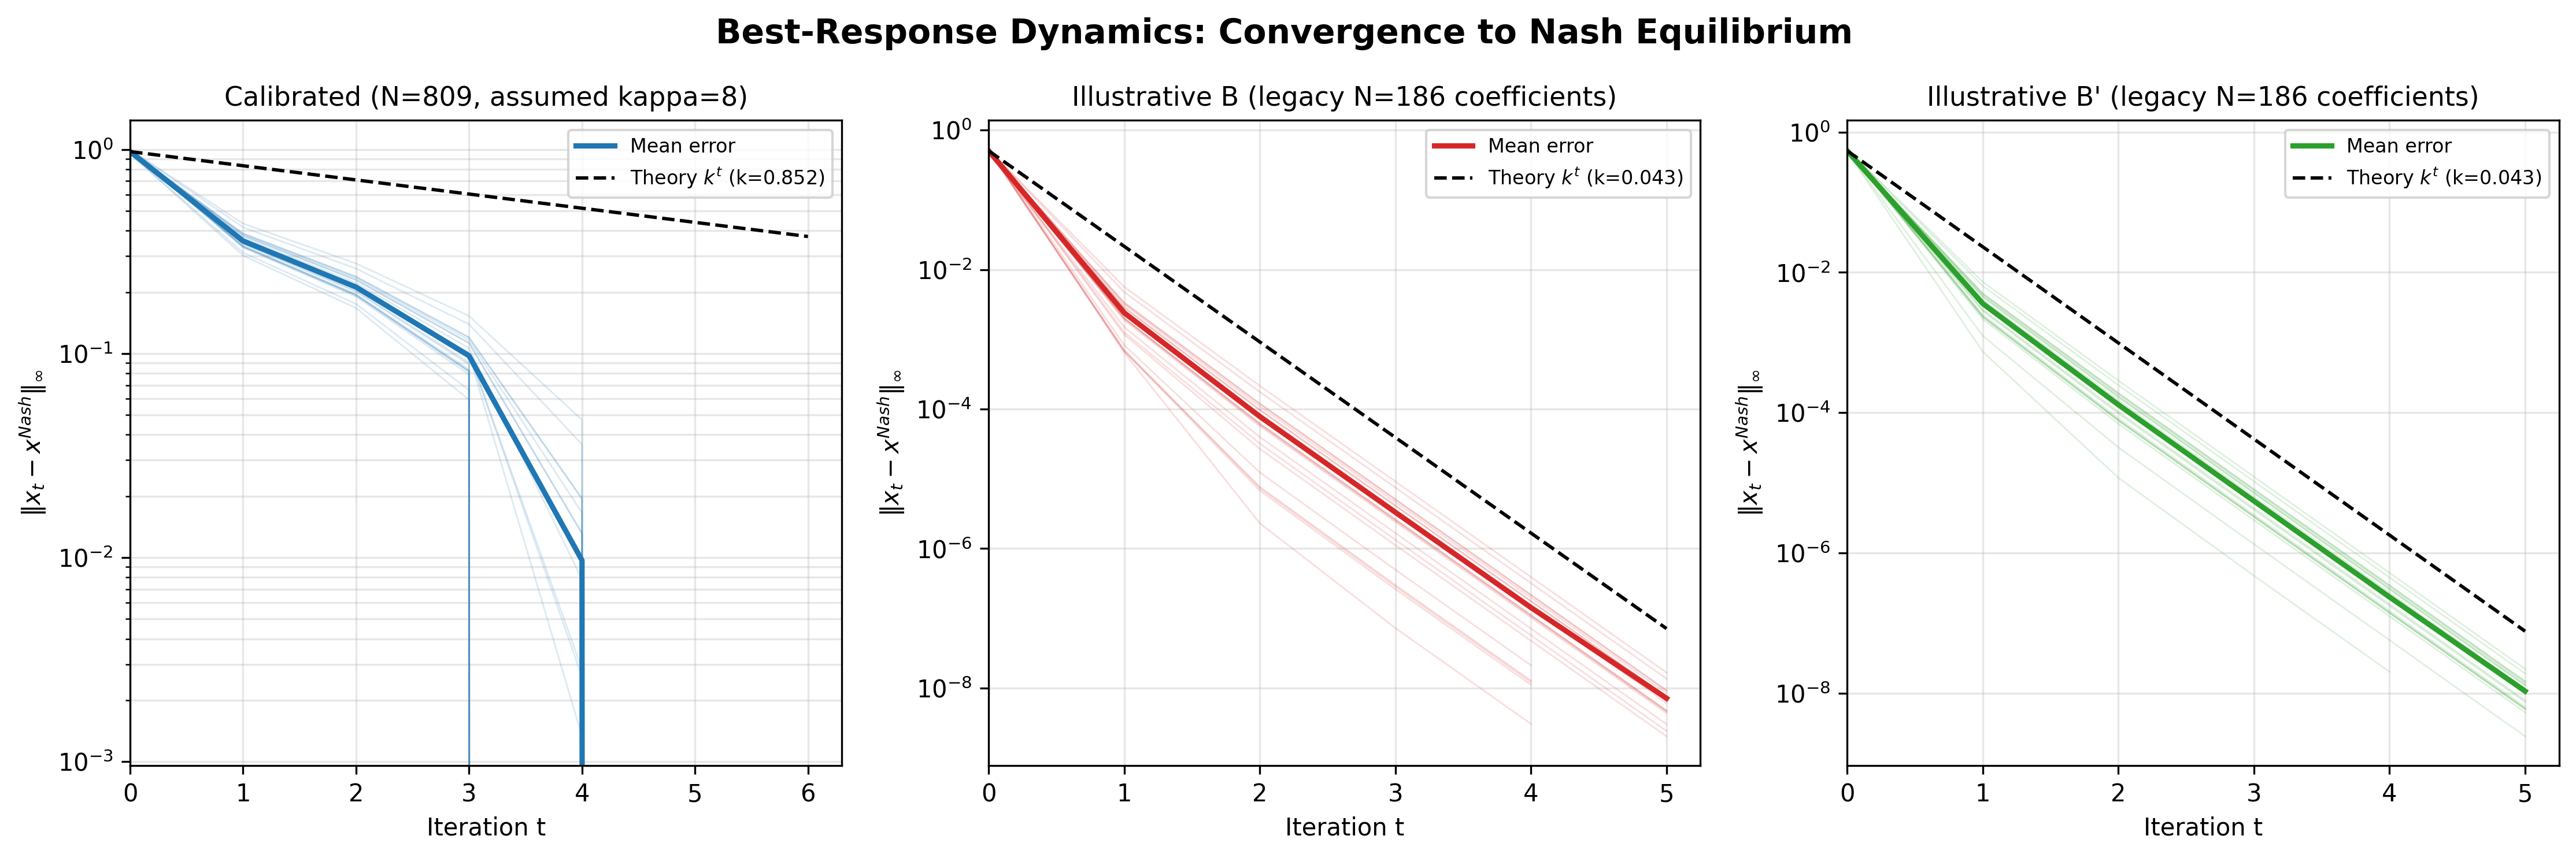 Best-Response Dynamics: Convergence to Nash Equilibrium
Calibrated (N=809, assumed kappa=8)
Mean error
Theory k^t (k=0.852)
10^0
10^-1
10^-2
10^-3
‖x_t − x^Nash‖_∞
0 1 2 3 4 5 6
Iteration t
Illustrative B (legacy N=186 coefficients)
Mean error
Theory k^t (k=0.043)
10^0
10^-2
10^-4
10^-6
10^-8
‖x_t − x^Nash‖_∞
0 1 2 3 4 5
Iteration t
Illustrative B' (legacy N=186 coefficients)
Mean error
Theory k^t (k=0.043)
10^0
10^-2
10^-4
10^-6
10^-8
‖x_t − x^Nash‖_∞
0 1 2 3 4 5
Iteration t